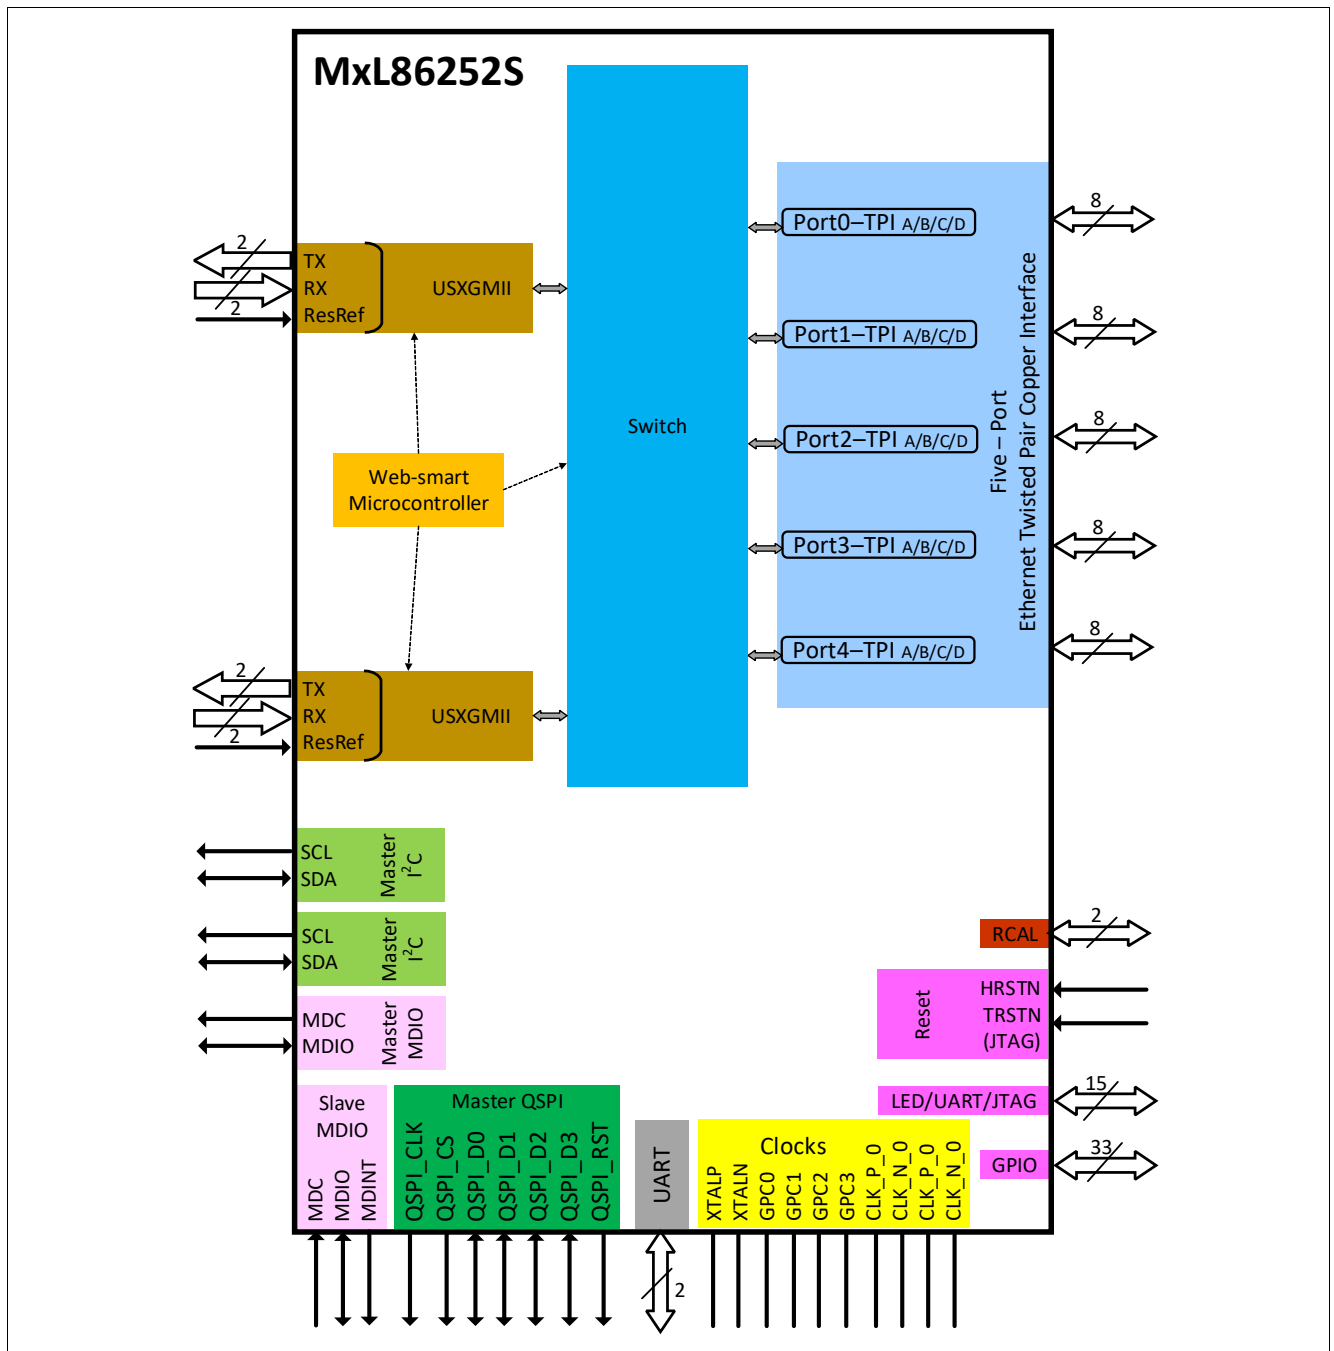 MxL86252S
2
TX
RX
2
ResRef
USXGMII
Port0–TPI A/B/C/D
8
Port1–TPI A/B/C/D
8
Switch
Port2–TPI A/B/C/D
8
Five – Port
Ethernet Twisted Pair Copper Interface
Web-smart
Microcontroller
Port3–TPI A/B/C/D
8
Port4–TPI A/B/C/D
8
2
TX
RX
2
ResRef
USXGMII
SCL
SDA
Master
I²C
SCL
SDA
Master
I²C
MDC
MDIO
Master
MDIO
RCAL
2
Reset
HRSTN
TRSTN
(JTAG)
LED/UART/JTAG
15
GPIO
33
Slave
MDIO
MDC
MDIO
MDINT
Master QSPI
QSPI_CLK
QSPI_CS
QSPI_D0
QSPI_D1
QSPI_D2
QSPI_D3
QSPI_RST
UART
2
Clocks
XTALP
XTALN
GPC0
GPC1
GPC2
GPC3
CLK_P_0
CLK_N_0
CLK_P_0
CLK_N_0